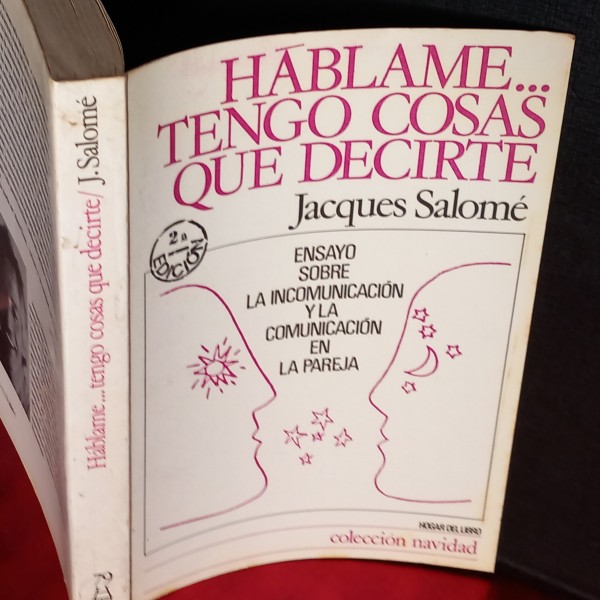 HÁBLAME...
TENGO COSAS
QUE DECIRTE
Jacques Salomé
2ª
EDICIÓN
ENSAYO
SOBRE
LA INCOMUNICACIÓN
Y LA
COMUNICACIÓN
EN
LA PAREJA
HOGAR DEL LIBRO
colección navidad
Háblame... tengo cosas que decirte / J. Salomé